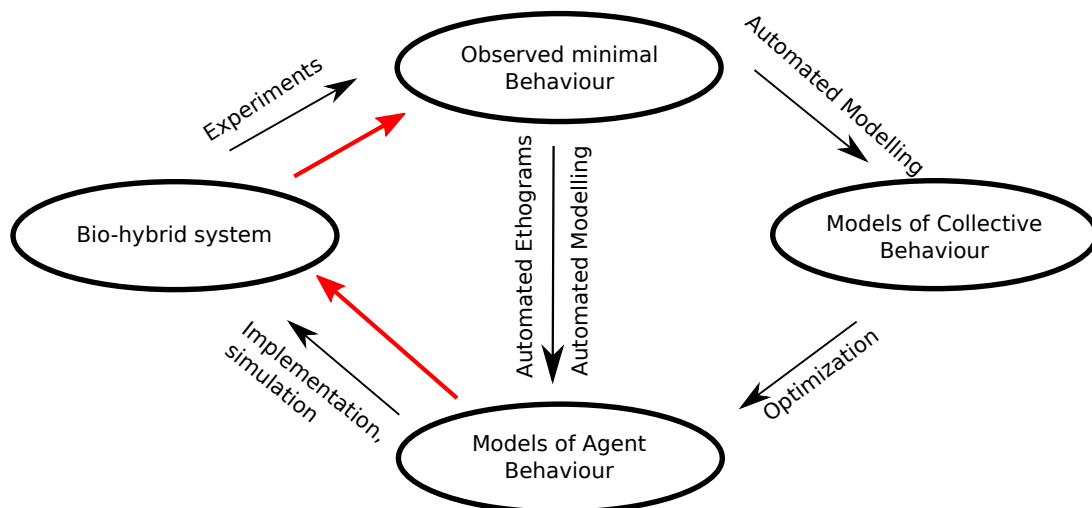 Observed minimal
Behaviour
Automated Modelling
Experiments
Bio-hybrid system
Automated Ethograms
Automated Modelling
Models of Collective
Behaviour
Implementation,
simulation
Optimization
Models of Agent
Behaviour